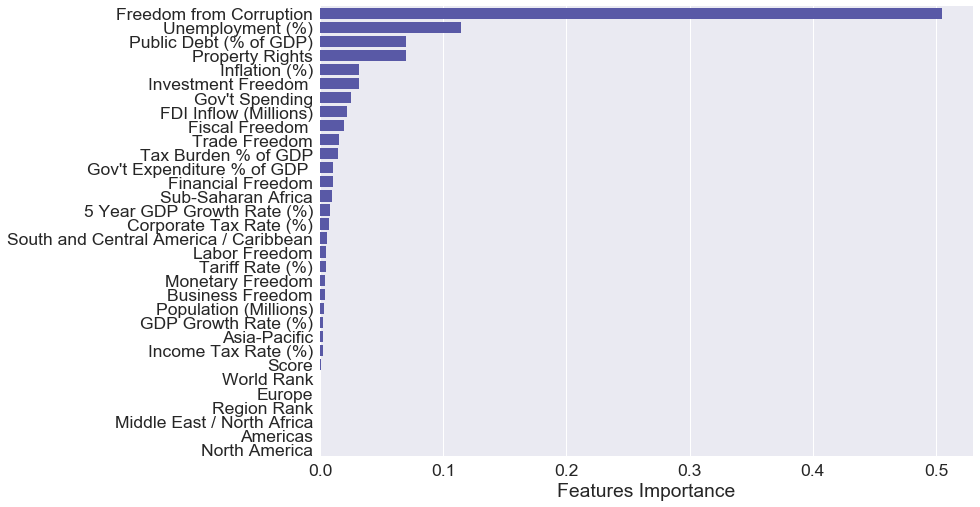 Freedom from Corruption
Unemployment (%)
Public Debt (% of GDP)
Property Rights
Inflation (%)
Investment Freedom
Gov't Spending
FDI Inflow (Millions)
Fiscal Freedom
Trade Freedom
Tax Burden % of GDP
Gov't Expenditure % of GDP
Financial Freedom
Sub-Saharan Africa
5 Year GDP Growth Rate (%)
Corporate Tax Rate (%)
South and Central America / Caribbean
Labor Freedom
Tariff Rate (%)
Monetary Freedom
Business Freedom
Population (Millions)
GDP Growth Rate (%)
Asia-Pacific
Income Tax Rate (%)
Score
World Rank
Europe
Region Rank
Middle East / North Africa
Americas
North America
0.0 0.1 0.2 0.3 0.4 0.5
Features Importance